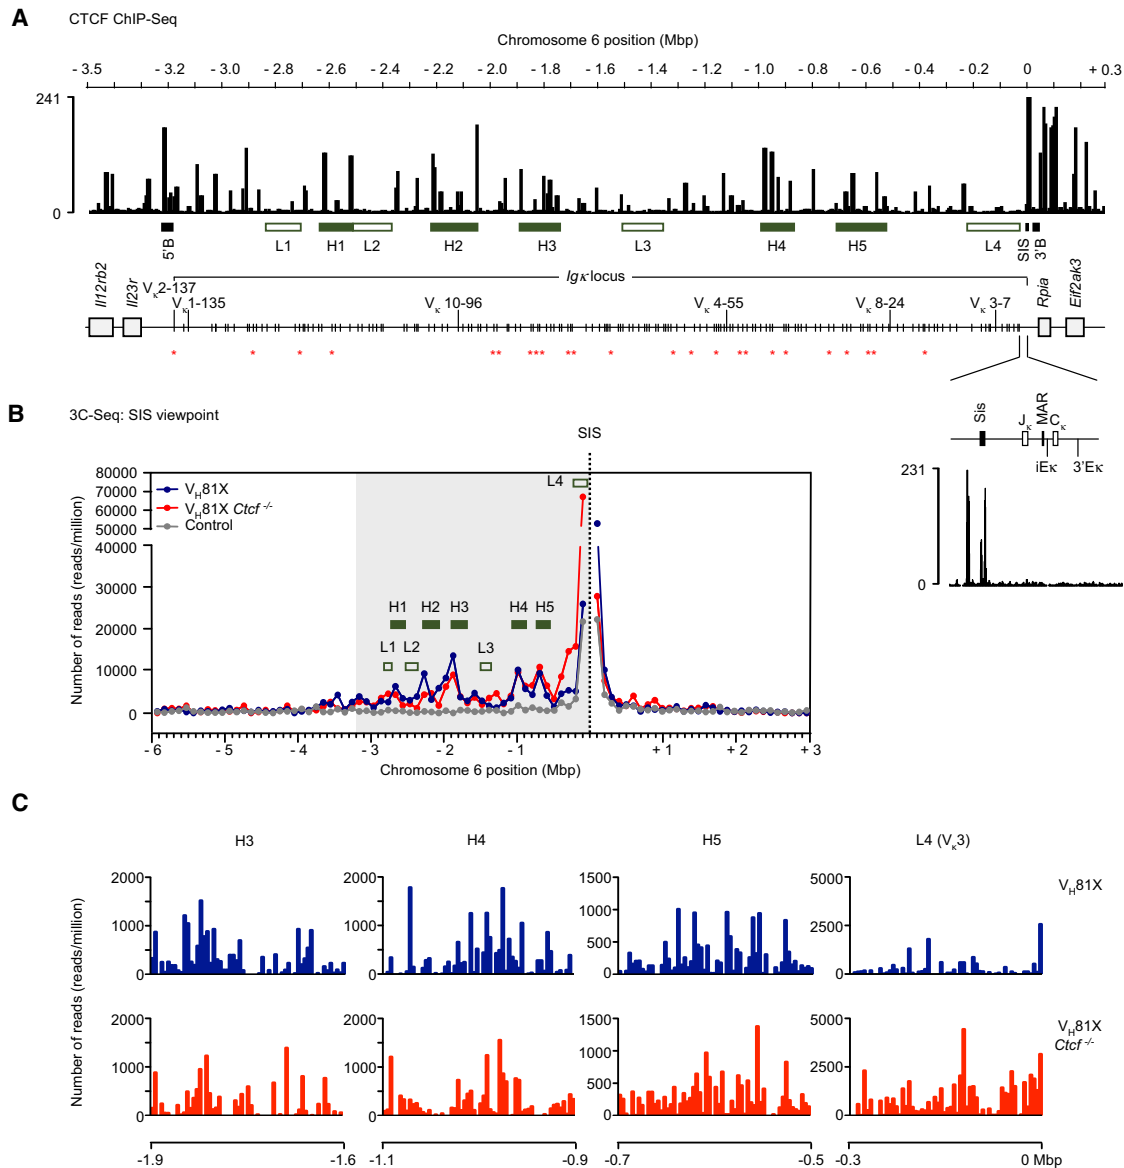 A
CTCF ChIP-Seq
Chromosome 6 position (Mbp)
- 3.5 - 3.2 - 3.0 - 2.8 - 2.6 - 2.4 - 2.2 - 2.0 - 1.8 - 1.6 - 1.4 - 1.2 - 1.0 - 0.8 - 0.6 - 0.4 - 0.2 0 + 0.3
241
0
5'B L1 H1 L2 H2 H3 L3 H4 H5 L4 SIS 3'B
Igκ locus
Il12rb2 Il23r Rpia Eif2ak3
Vκ2-137
Vκ1-135 Vκ 10-96 Vκ 4-55 Vκ 8-24 Vκ 3-7
* * * * ** *** ** * * * * ** * * * * ** *
Sis Jκ MAR Cκ
iEκ 3'Eκ
231
0
B
3C-Seq: SIS viewpoint
SIS
Number of reads (reads/million)
80000
70000
60000
50000
40000
30000
20000
10000
0
VH81X
VH81X Ctcf -/-
Control
L4
H1 H2 H3 H4 H5
L1 L2 L3
- 6 - 5 - 4 - 3 - 2 - 1 + 1 + 2 + 3
Chromosome 6 position (Mbp)
C
H3 H4 H5 L4 (Vκ3)
Number of reads (reads/million)
2000 2000 1500 5000 VH81X
1000 1000 1000 2500
500
0 0 0 0
2000 2000 1500 5000 VH81X
Ctcf -/-
1000 1000 1000 2500
500
0 0 0 0
-1.9 -1.6 -1.1 -0.9 -0.7 -0.5 -0.3 0 Mbp